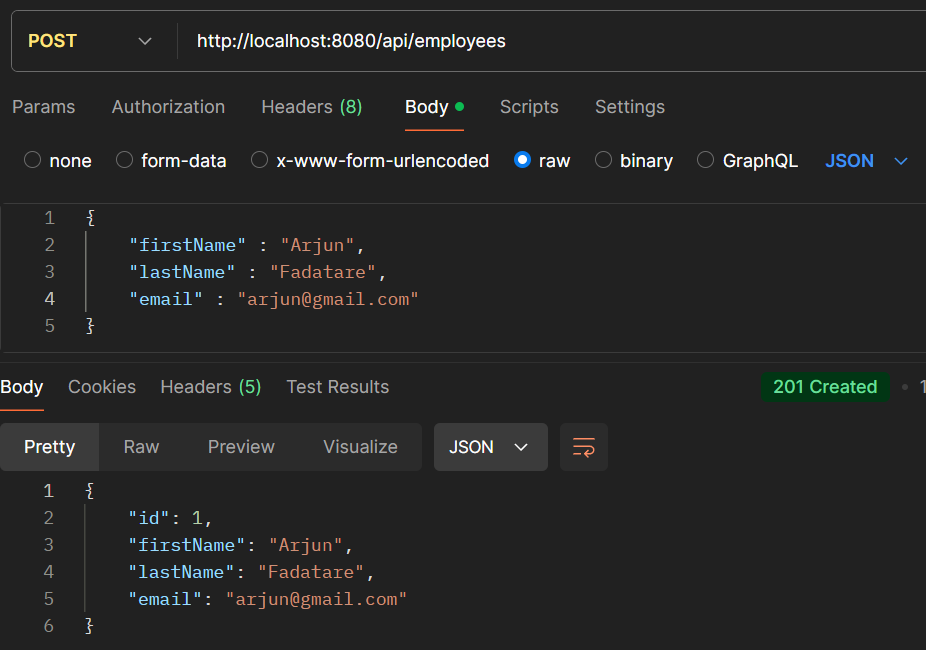 POST http://localhost:8080/api/employees
Params Authorization Headers (8) Body Scripts Settings
none form-data x-www-form-urlencoded raw binary GraphQL JSON
1 {
2 "firstName" : "Arjun",
3 "lastName" : "Fadatare",
4 "email" : "arjun@gmail.com"
5 }
Body Cookies Headers (5) Test Results 201 Created
Pretty Raw Preview Visualize JSON
1 {
2 "id": 1,
3 "firstName": "Arjun",
4 "lastName": "Fadatare",
5 "email": "arjun@gmail.com"
6 }